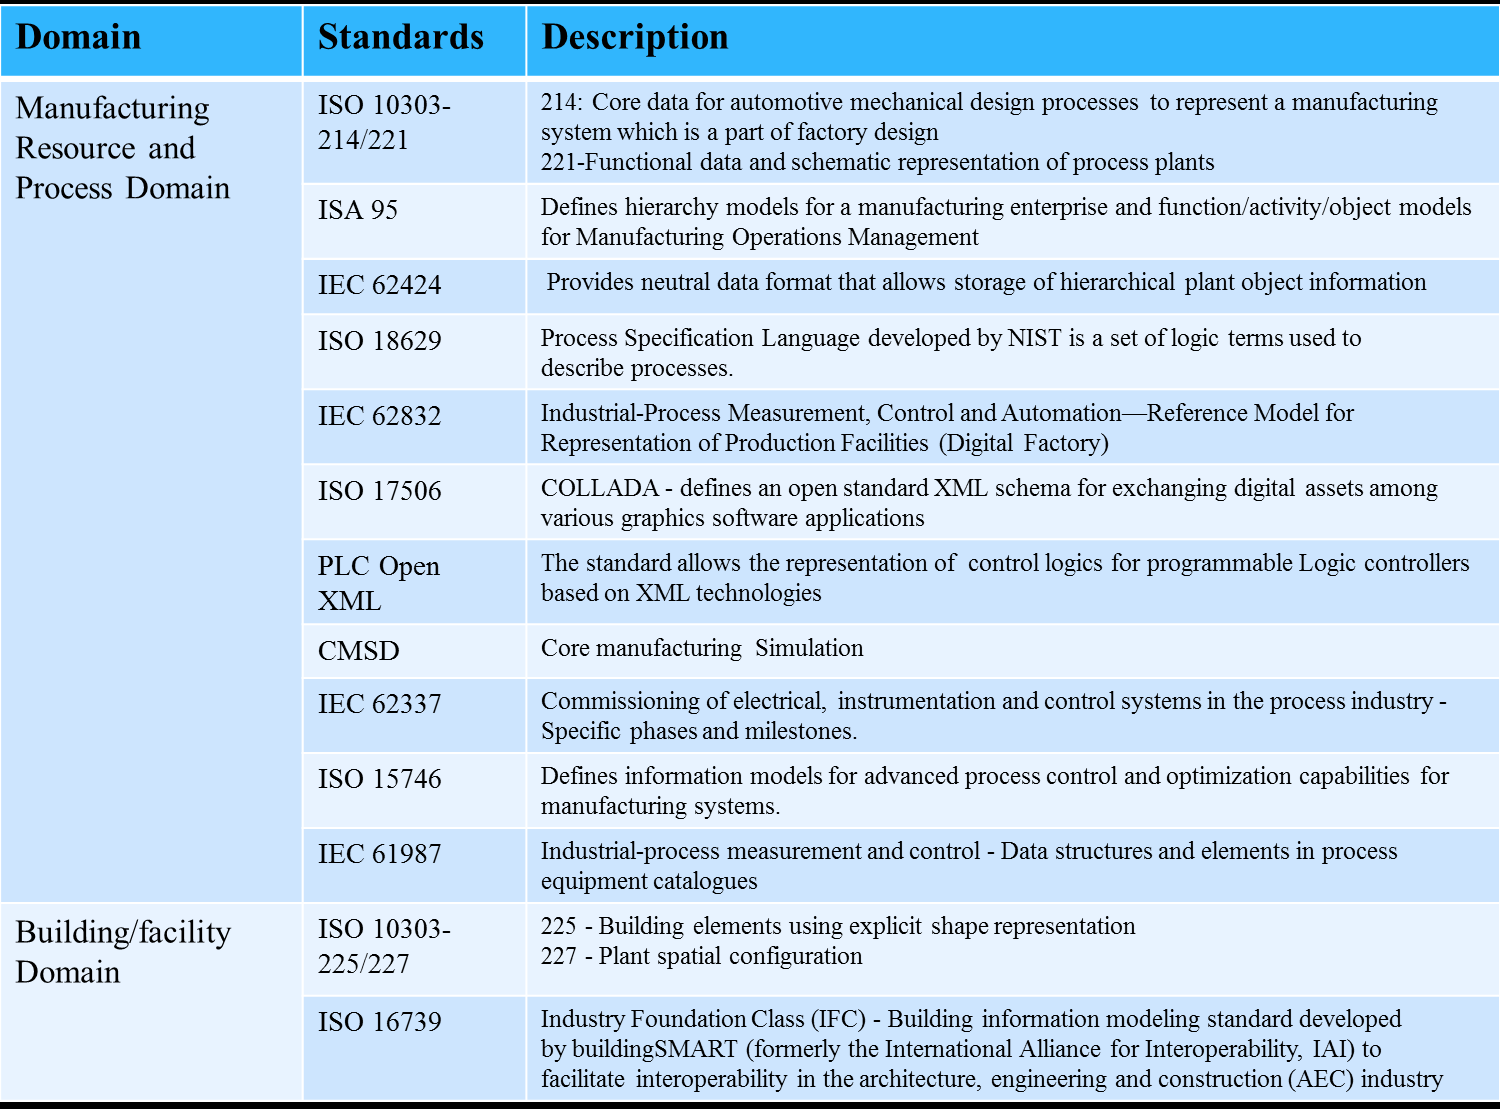 Domain
Standards
Description
Manufacturing
Resource and
Process Domain
ISO 10303-
214/221
214: Core data for automotive mechanical design processes to represent a manufacturing
system which is a part of factory design
221-Functional data and schematic representation of process plants
ISA 95
Defines hierarchy models for a manufacturing enterprise and function/activity/object models
for Manufacturing Operations Management
IEC 62424
Provides neutral data format that allows storage of hierarchical plant object information
ISO 18629
Process Specification Language developed by NIST is a set of logic terms used to
describe processes.
IEC 62832
Industrial-Process Measurement, Control and Automation—Reference Model for
Representation of Production Facilities (Digital Factory)
ISO 17506
COLLADA - defines an open standard XML schema for exchanging digital assets among
various graphics software applications
PLC Open
XML
The standard allows the representation of control logics for programmable Logic controllers
based on XML technologies
CMSD
Core manufacturing Simulation
IEC 62337
Commissioning of electrical, instrumentation and control systems in the process industry -
Specific phases and milestones.
ISO 15746
Defines information models for advanced process control and optimization capabilities for
manufacturing systems.
IEC 61987
Industrial-process measurement and control - Data structures and elements in process
equipment catalogues
Building/facility
Domain
ISO 10303-
225/227
225 - Building elements using explicit shape representation
227 - Plant spatial configuration
ISO 16739
Industry Foundation Class (IFC) - Building information modeling standard developed
by buildingSMART (formerly the International Alliance for Interoperability, IAI) to
facilitate interoperability in the architecture, engineering and construction (AEC) industry